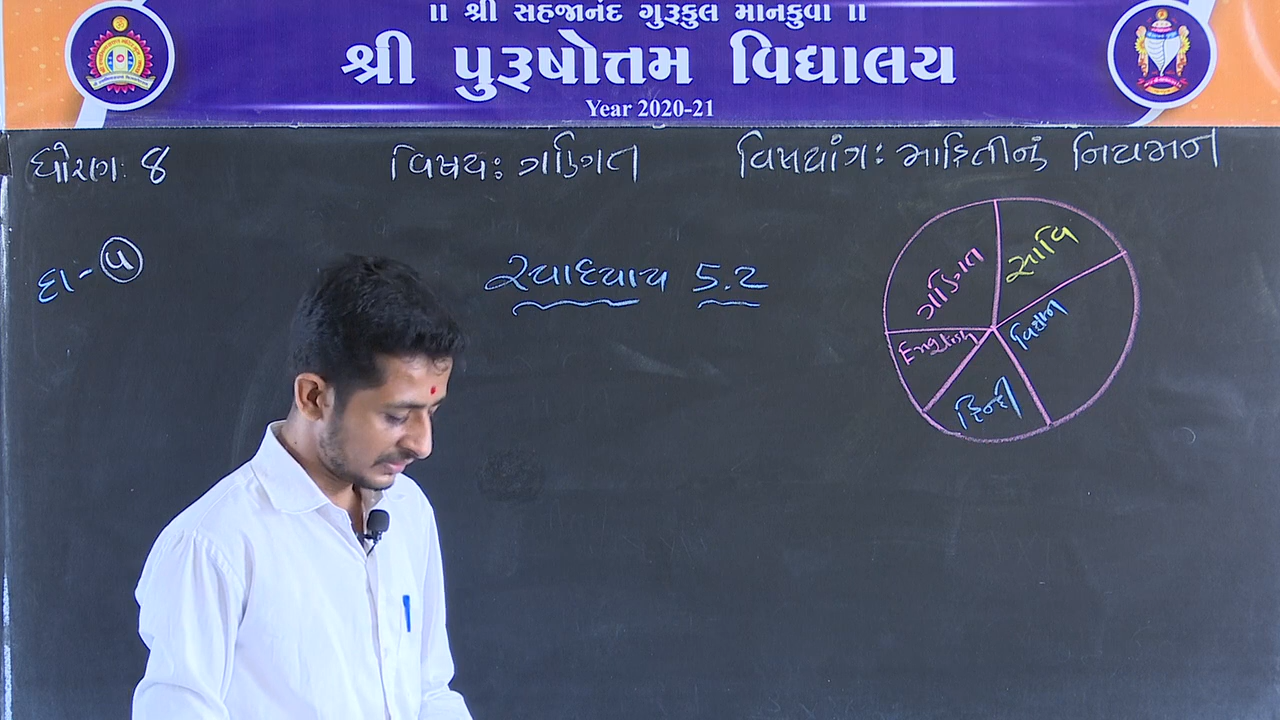 ॥ શ્રી સહજાનંદ ગુરૂકુલ માનકુવા ॥
શ્રી પુરૂષોત્તમ વિદ્યાલય
Year 2020-21
ધોરણ: 8
વિષય: ગણિત
વિષયાંગ: માહિતીનું નિયમન
દા-૫
સ્વાધ્યાય 5.2
ગણિત
સાવિ
વિજ્ઞાન
English
હિન્દી